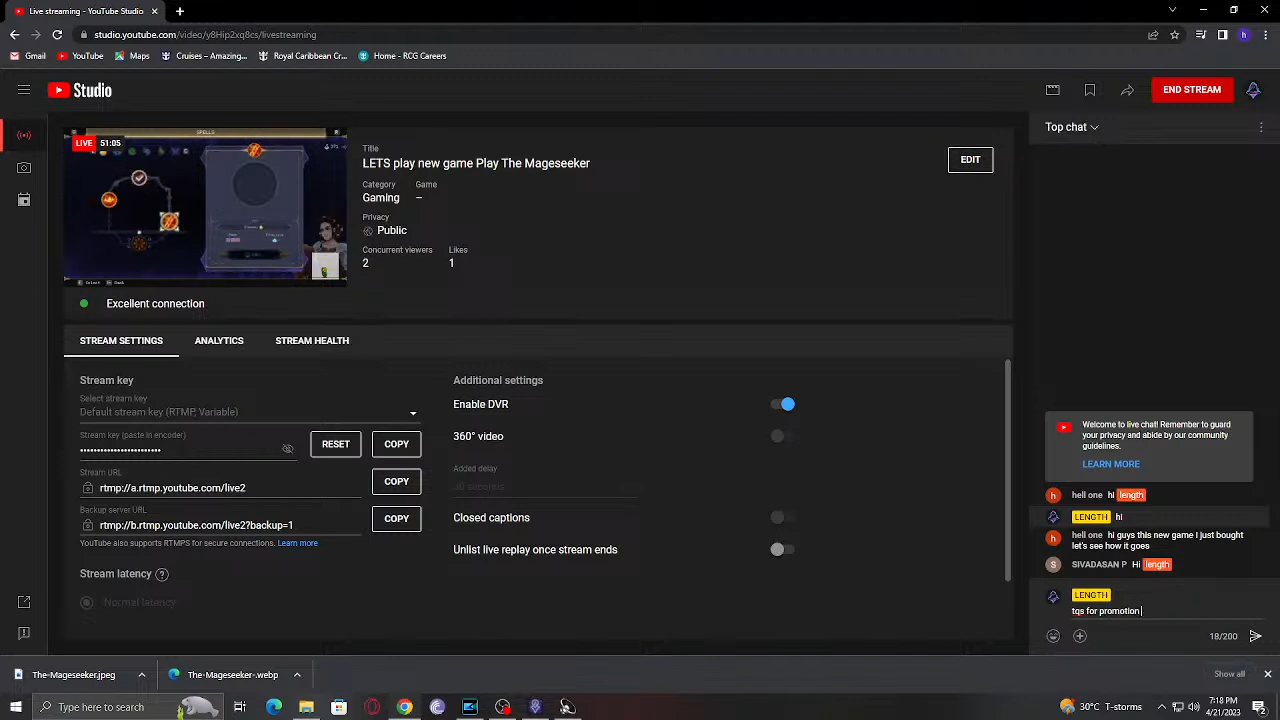 Live streaming - YouTube Studio
studio.youtube.com/video/y8Hip2xq8cs/livestreaming
Gmail YouTube Maps Cruises – Amazing... Royal Caribbean Gr... Home - RCG Careers
Studio
END STREAM
SPELLS
LIVE 51:05
Select Back
Title
LETS play new game Play The Mageseeker
EDIT
Category Game
Gaming –
Privacy
Public
Concurrent viewers Likes
2 1
Excellent connection
STREAM SETTINGS ANALYTICS STREAM HEALTH
Stream key
Select stream key
Default stream key (RTMP, Variable)
Stream key (paste in encoder)
RESET COPY
Stream URL
rtmp://a.rtmp.youtube.com/live2
COPY
Backup server URL
rtmp://b.rtmp.youtube.com/live2?backup=1
COPY
YouTube also supports RTMPS for secure connections. Learn more
Stream latency ?
Normal latency
Additional settings
Enable DVR
360° video
Added delay
30 seconds
Closed captions
Unlist live replay once stream ends
Top chat
Welcome to live chat! Remember to guard
your privacy and abide by our community
guidelines.
LEARN MORE
hell one hi length
LENGTH hi
hell one hi guys this new game I just bought
let's see how it goes
SIVADASAN P Hi length
LENGTH
tqs for promotion
18/200
The-Mageseeker.jpeg The-Mageseeker-.webp Show all
Type here to search
30°C T-storms
7:18 PM
4/21/2023